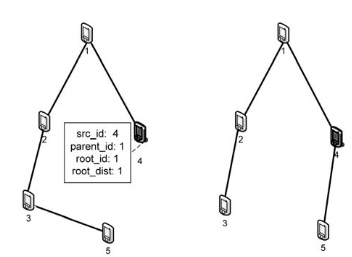 1
2
src_id: 4
parent_id: 1
root_id: 1
root_dist: 1
4
3
5
1
2
4
3
5